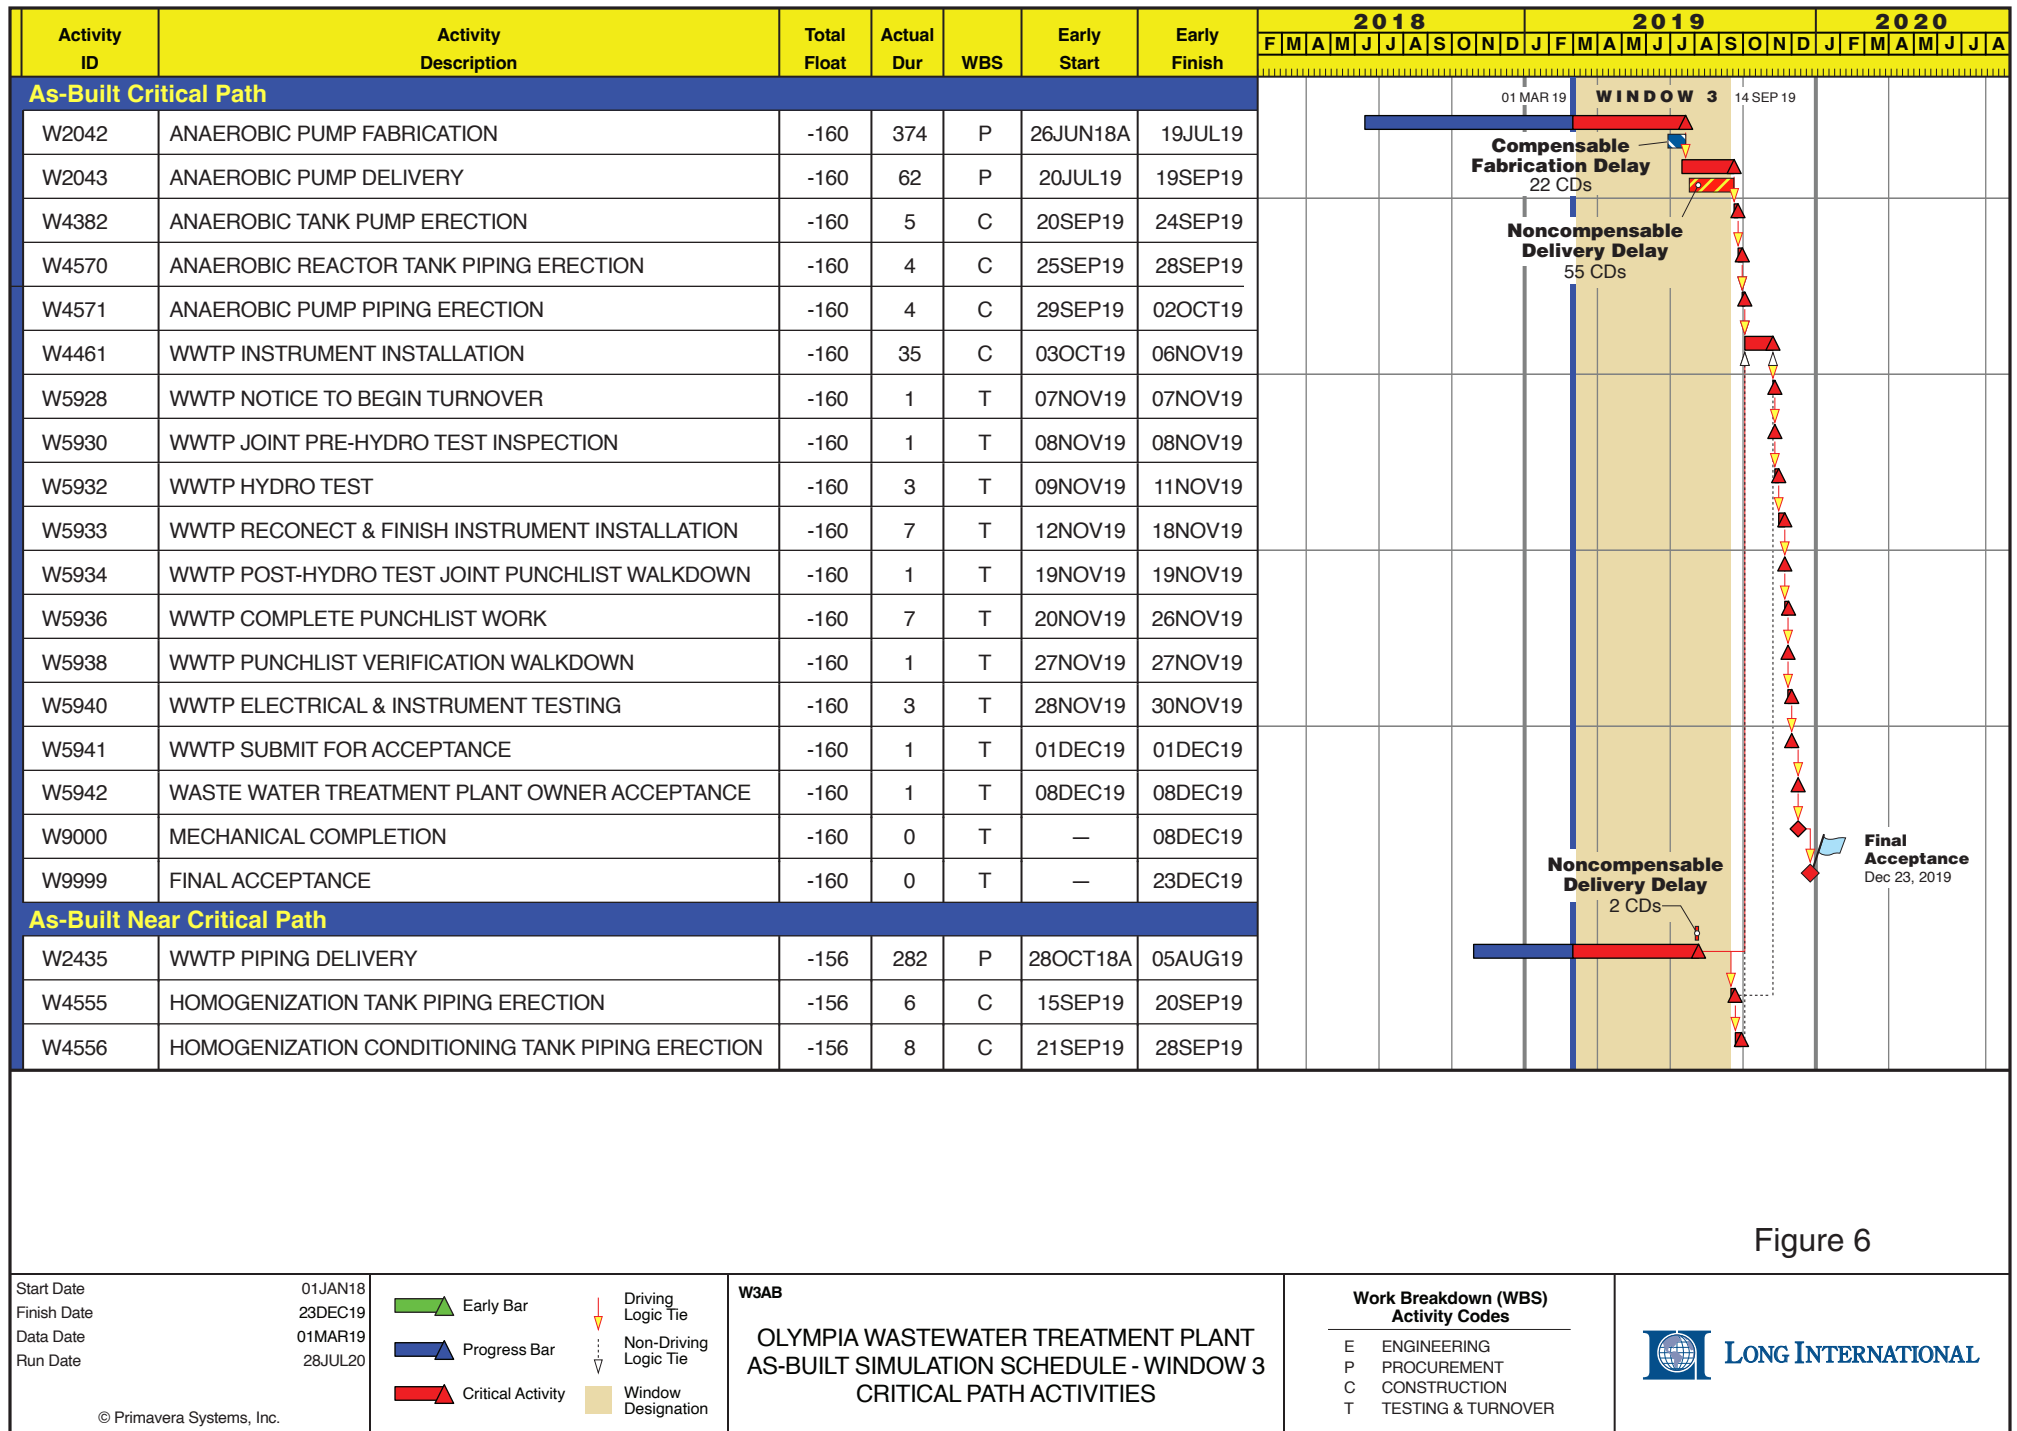 Activity ID Activity Description Total Float Actual Dur WBS Early Start Early Finish
2018 2019 2020
F M A M J J A S O N D J F M A M J J A S O N D J F M A M J J A
As-Built Critical Path
01 MAR 19 WINDOW 3 14 SEP 19
W2042 ANAEROBIC PUMP FABRICATION -160 374 P 26JUN18A 19JUL19
Compensable
Fabrication Delay
22 CDs
W2043 ANAEROBIC PUMP DELIVERY -160 62 P 20JUL19 19SEP19
W4382 ANAEROBIC TANK PUMP ERECTION -160 5 C 20SEP19 24SEP19
Noncompensable
Delivery Delay
55 CDs
W4570 ANAEROBIC REACTOR TANK PIPING ERECTION -160 4 C 25SEP19 28SEP19
W4571 ANAEROBIC PUMP PIPING ERECTION -160 4 C 29SEP19 02OCT19
W4461 WWTP INSTRUMENT INSTALLATION -160 35 C 03OCT19 06NOV19
W5928 WWTP NOTICE TO BEGIN TURNOVER -160 1 T 07NOV19 07NOV19
W5930 WWTP JOINT PRE-HYDRO TEST INSPECTION -160 1 T 08NOV19 08NOV19
W5932 WWTP HYDRO TEST -160 3 T 09NOV19 11NOV19
W5933 WWTP RECONECT & FINISH INSTRUMENT INSTALLATION -160 7 T 12NOV19 18NOV19
W5934 WWTP POST-HYDRO TEST JOINT PUNCHLIST WALKDOWN -160 1 T 19NOV19 19NOV19
W5936 WWTP COMPLETE PUNCHLIST WORK -160 7 T 20NOV19 26NOV19
W5938 WWTP PUNCHLIST VERIFICATION WALKDOWN -160 1 T 27NOV19 27NOV19
W5940 WWTP ELECTRICAL & INSTRUMENT TESTING -160 3 T 28NOV19 30NOV19
W5941 WWTP SUBMIT FOR ACCEPTANCE -160 1 T 01DEC19 01DEC19
W5942 WASTE WATER TREATMENT PLANT OWNER ACCEPTANCE -160 1 T 08DEC19 08DEC19
W9000 MECHANICAL COMPLETION -160 0 T — 08DEC19
W9999 FINAL ACCEPTANCE -160 0 T — 23DEC19
Final
Acceptance
Dec 23, 2019
Noncompensable
Delivery Delay
2 CDs
As-Built Near Critical Path
W2435 WWTP PIPING DELIVERY -156 282 P 28OCT18A 05AUG19
W4555 HOMOGENIZATION TANK PIPING ERECTION -156 6 C 15SEP19 20SEP19
W4556 HOMOGENIZATION CONDITIONING TANK PIPING ERECTION -156 8 C 21SEP19 28SEP19
Figure 6
Start Date 01JAN18
Finish Date 23DEC19
Data Date 01MAR19
Run Date 28JUL20
© Primavera Systems, Inc.
Early Bar
Progress Bar
Critical Activity
Driving
Logic Tie
Non-Driving
Logic Tie
Window
Designation
W3AB
OLYMPIA WASTEWATER TREATMENT PLANT
AS-BUILT SIMULATION SCHEDULE - WINDOW 3
CRITICAL PATH ACTIVITIES
Work Breakdown (WBS)
Activity Codes
E ENGINEERING
P PROCUREMENT
C CONSTRUCTION
T TESTING & TURNOVER
LONG INTERNATIONAL